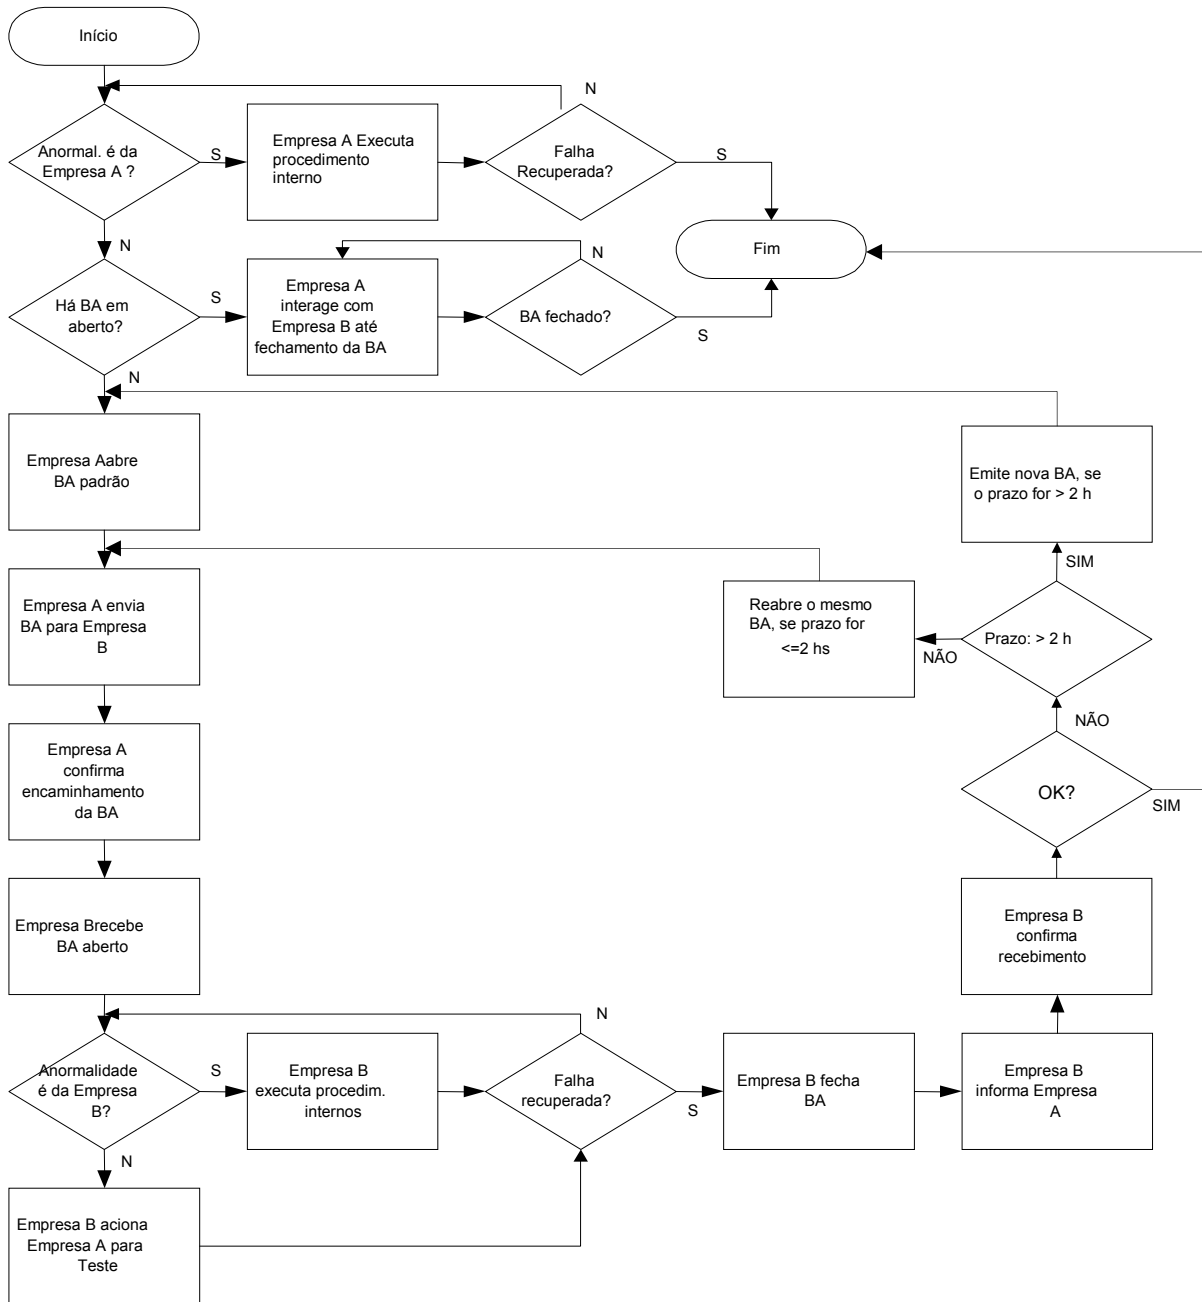 Início
N
Anormal. é da
Empresa A ?
S
Empresa A Executa
procedimento
interno
Falha
Recuperada?
S
N
Fim
Há BA em
aberto?
S
Empresa A
interage com
Empresa B até
fechamento da BA
N
BA fechado?
S
N
Empresa Aabre
BA padrão
Emite nova BA, se
o prazo for > 2 h
SIM
Empresa A envia
BA para Empresa
B
Reabre o mesmo
BA, se prazo for
<=2 hs
NÃO
Prazo: > 2 h
NÃO
Empresa A
confirma
encaminhamento
da BA
OK?
SIM
Empresa Brecebe
BA aberto
Empresa B
confirma
recebimento
N
Anormalidade
é da Empresa
B?
S
Empresa B
executa procedim.
internos
Falha
recuperada?
S
Empresa B fecha
BA
Empresa B
informa Empresa
A
N
Empresa B aciona
Empresa A para
Teste